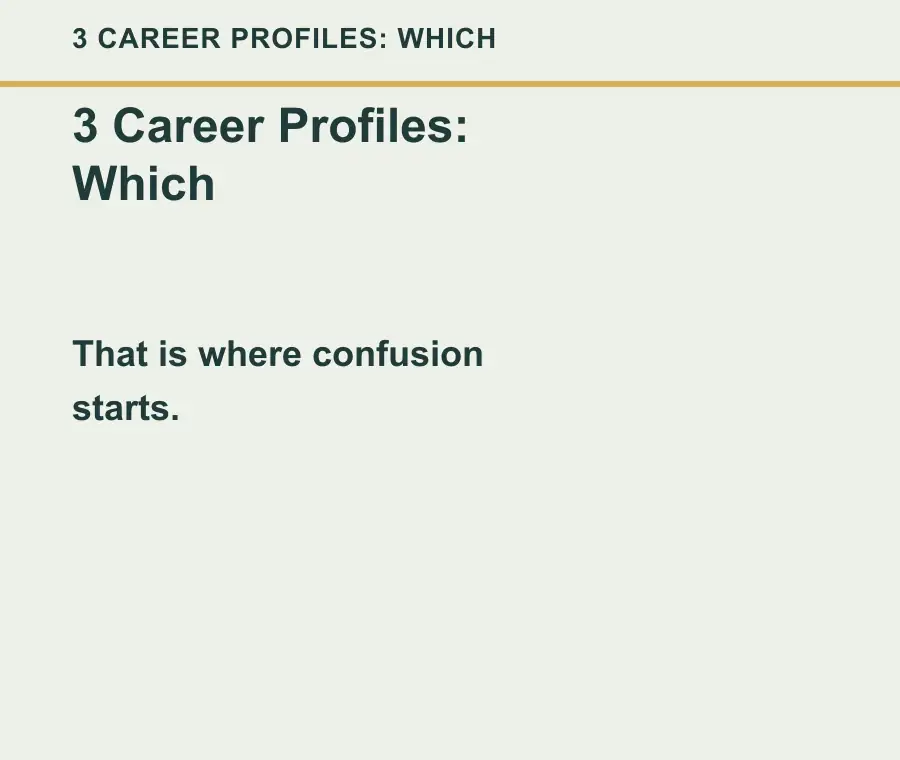 3 CAREER PROFILES: WHICH
3 Career Profiles:
Which
That is where confusion
starts.